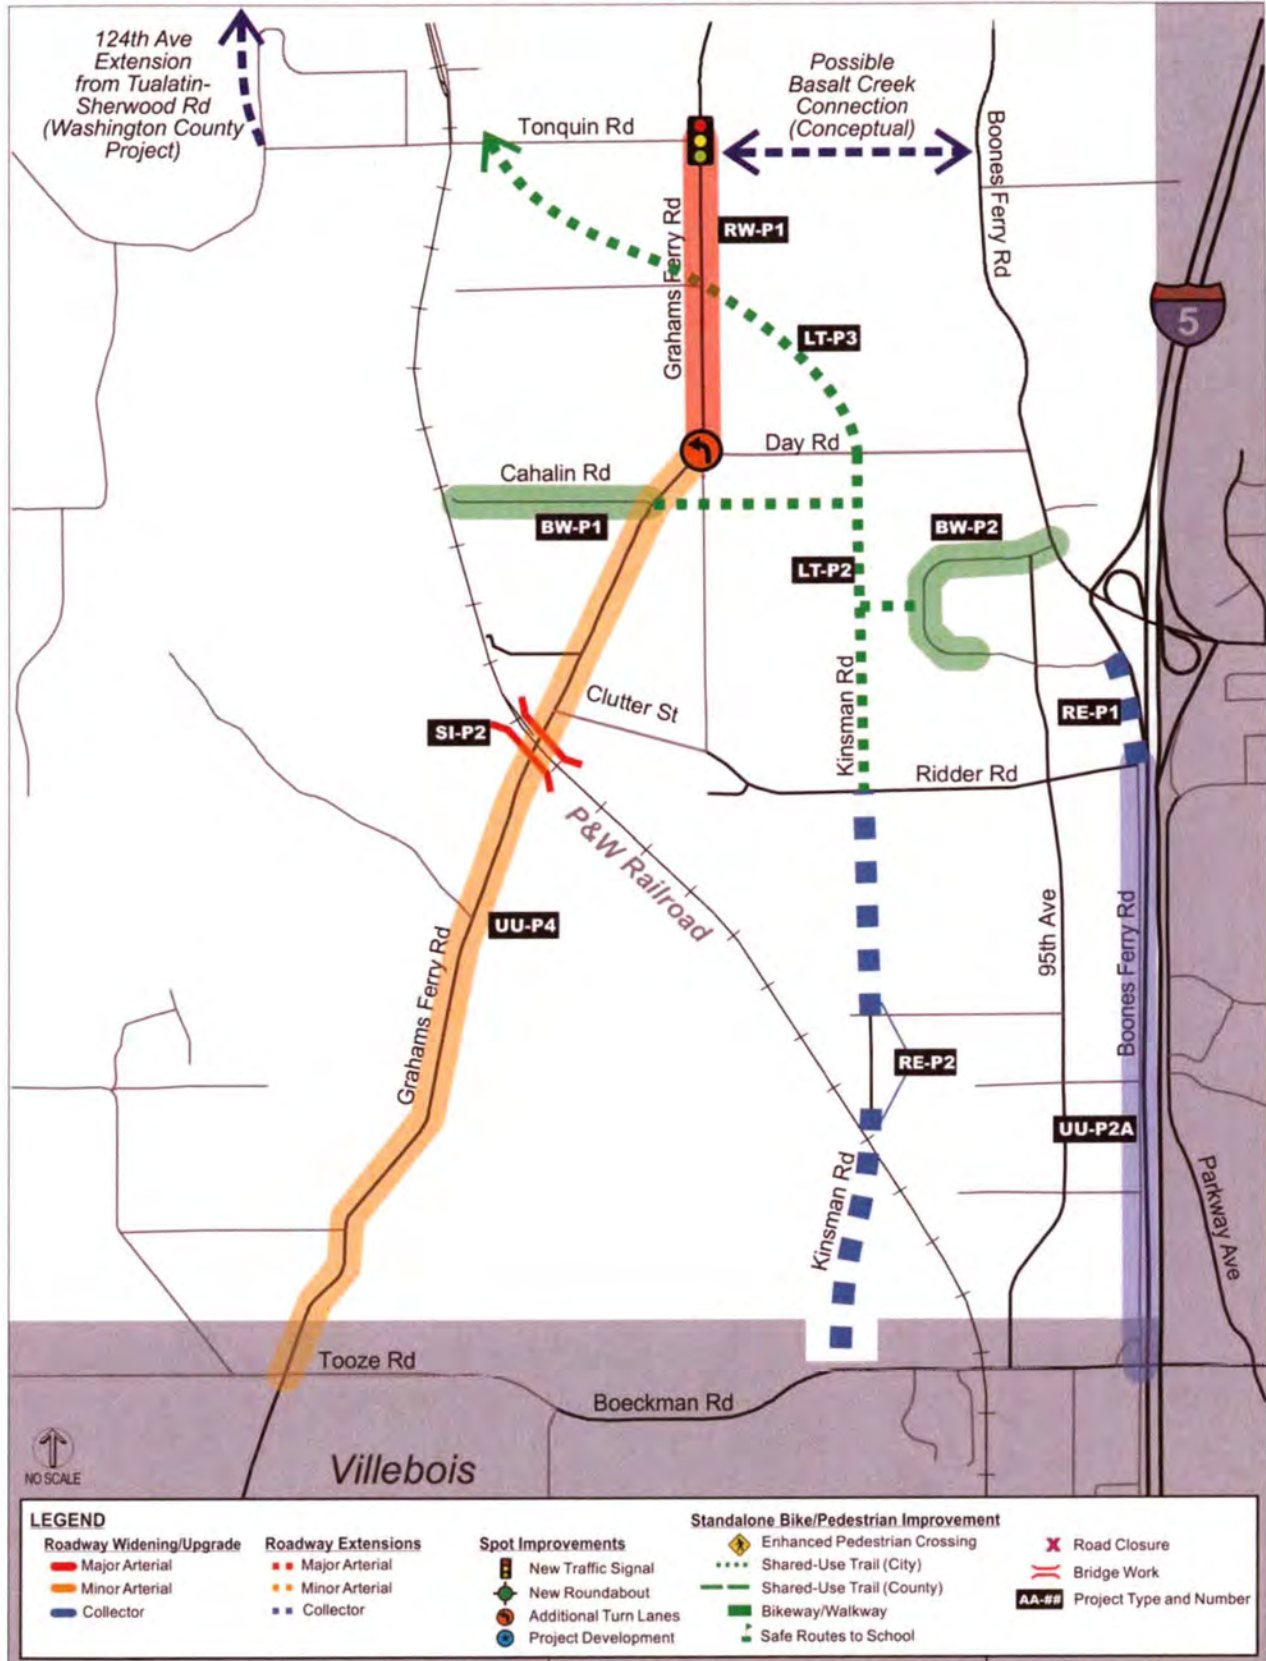 124th Ave
Extension
from Tualatin-
Sherwood Rd
(Washington County
Project)
Possible
Basalt Creek
Connection
(Conceptual)
Tonquin Rd
Boones Ferry Rd
Grahams Ferry Rd
RW-P1
5
LT-P3
Day Rd
Cahalin Rd
BW-P1
BW-P2
LT-P2
Kinsman Rd
Clutter St
SI-P2
RE-P1
Ridder Rd
P&W Railroad
UU-P4
Grahams Ferry Rd
95th Ave
Boones Ferry Rd
RE-P2
UU-P2A
Kinsman Rd
Parkway Ave
Tooze Rd
Boeckman Rd
NO SCALE
Villebois
LEGEND
Roadway Widening/Upgrade
Major Arterial
Minor Arterial
Collector
Roadway Extensions
Major Arterial
Minor Arterial
Collector
Spot Improvements
New Traffic Signal
New Roundabout
Additional Turn Lanes
Project Development
Standalone Bike/Pedestrian Improvement
Enhanced Pedestrian Crossing
Shared-Use Trail (City)
Shared-Use Trail (County)
Bikeway/Walkway
Safe Routes to School
Road Closure
Bridge Work
AA-## Project Type and Number